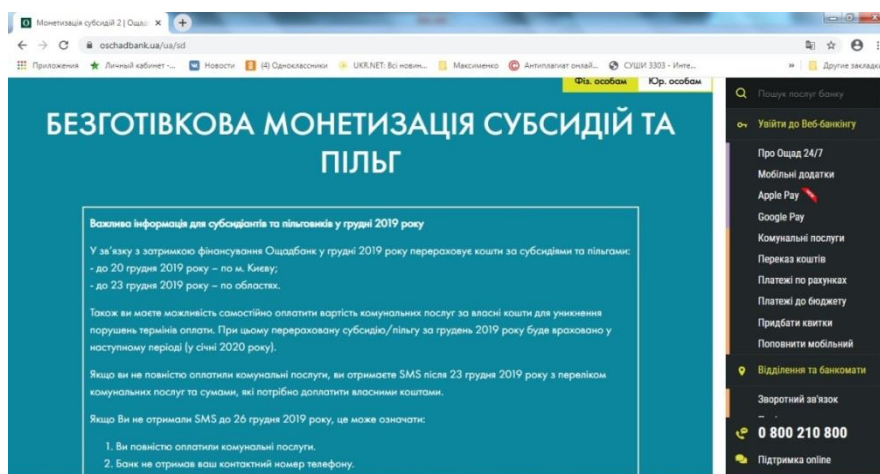 Монетизація субсидій 2 | Оща
oschadbank.ua/ua/sd
Приложения
Личный кабинет -...
Новости
(4) Одноклассники
UKR.NET: Всі новин...
Максименко
Антиплагиат онлай...
СУШИ 3303 - Инте...
»
Другие закладки
Фіз. особам
Юр. особам
БЕЗГОТІВКОВА МОНЕТИЗАЦІЯ СУБСИДІЙ ТА
ПІЛЬГ
Важлива інформація для субсидіантів та пільговиків у грудні 2019 року
У зв'язку з затримкою фінансування Ощадбанк у грудні 2019 року перераховує кошти за субсидіями та пільгами:
- до 20 грудня 2019 року – по м. Києву;
- до 23 грудня 2019 року – по областях.
Також ви маєте можливість самостійно оплатити вартість комунальних послуг за власні кошти для уникнення
порушень термінів оплати. При цьому перераховану субсидію/пільгу за грудень 2019 року буде враховано у
наступному періоді (у січні 2020 року).
Якщо ви не повністю оплатили комунальні послуги, ви отримаєте SMS після 23 грудня 2019 року з переліком
комунальних послуг та сумами, які потрібно доплатити власними коштами.
Якщо Ви не отримали SMS до 26 грудня 2019 року, це може означати:
1. Ви повністю оплатили комунальні послуги.
2. Банк не отримав ваш контактний номер телефону.
Пошук послуг банку
Увійти до Веб-банкінгу
Про Ощад 24/7
Мобільні додатки
Apple Pay
Google Pay
Комунальні послуги
Переказ коштів
Платежі по рахунках
Платежі до бюджету
Придбати квитки
Поповнити мобільний
Відділення та банкомати
Зворотний зв'язок
0 800 210 800
Підтримка online